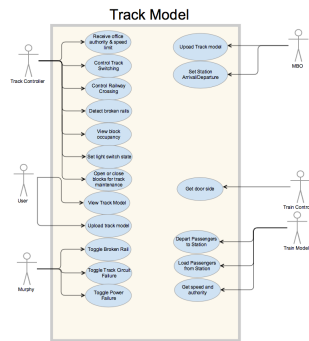 Track Model
Receive office
authority & speed
limit
Control Track
Switching
Control Railway
Crossing
Detect broken rails
View block
occupancy
Set light switch state
Open or close
blocks for track
maintenance
View Track Model
Upload track model
Toggle Broken Rail
Toggle Track Circuit
Failure
Toggle Power
Failure
Track Controller
User
Murphy
Upload Track model
Set Station
Arrival/Departure
Get door side
Depart Passengers
to Station
Load Passengers
from Station
Get speed and
authority
MBO
Train Contr
Train Model